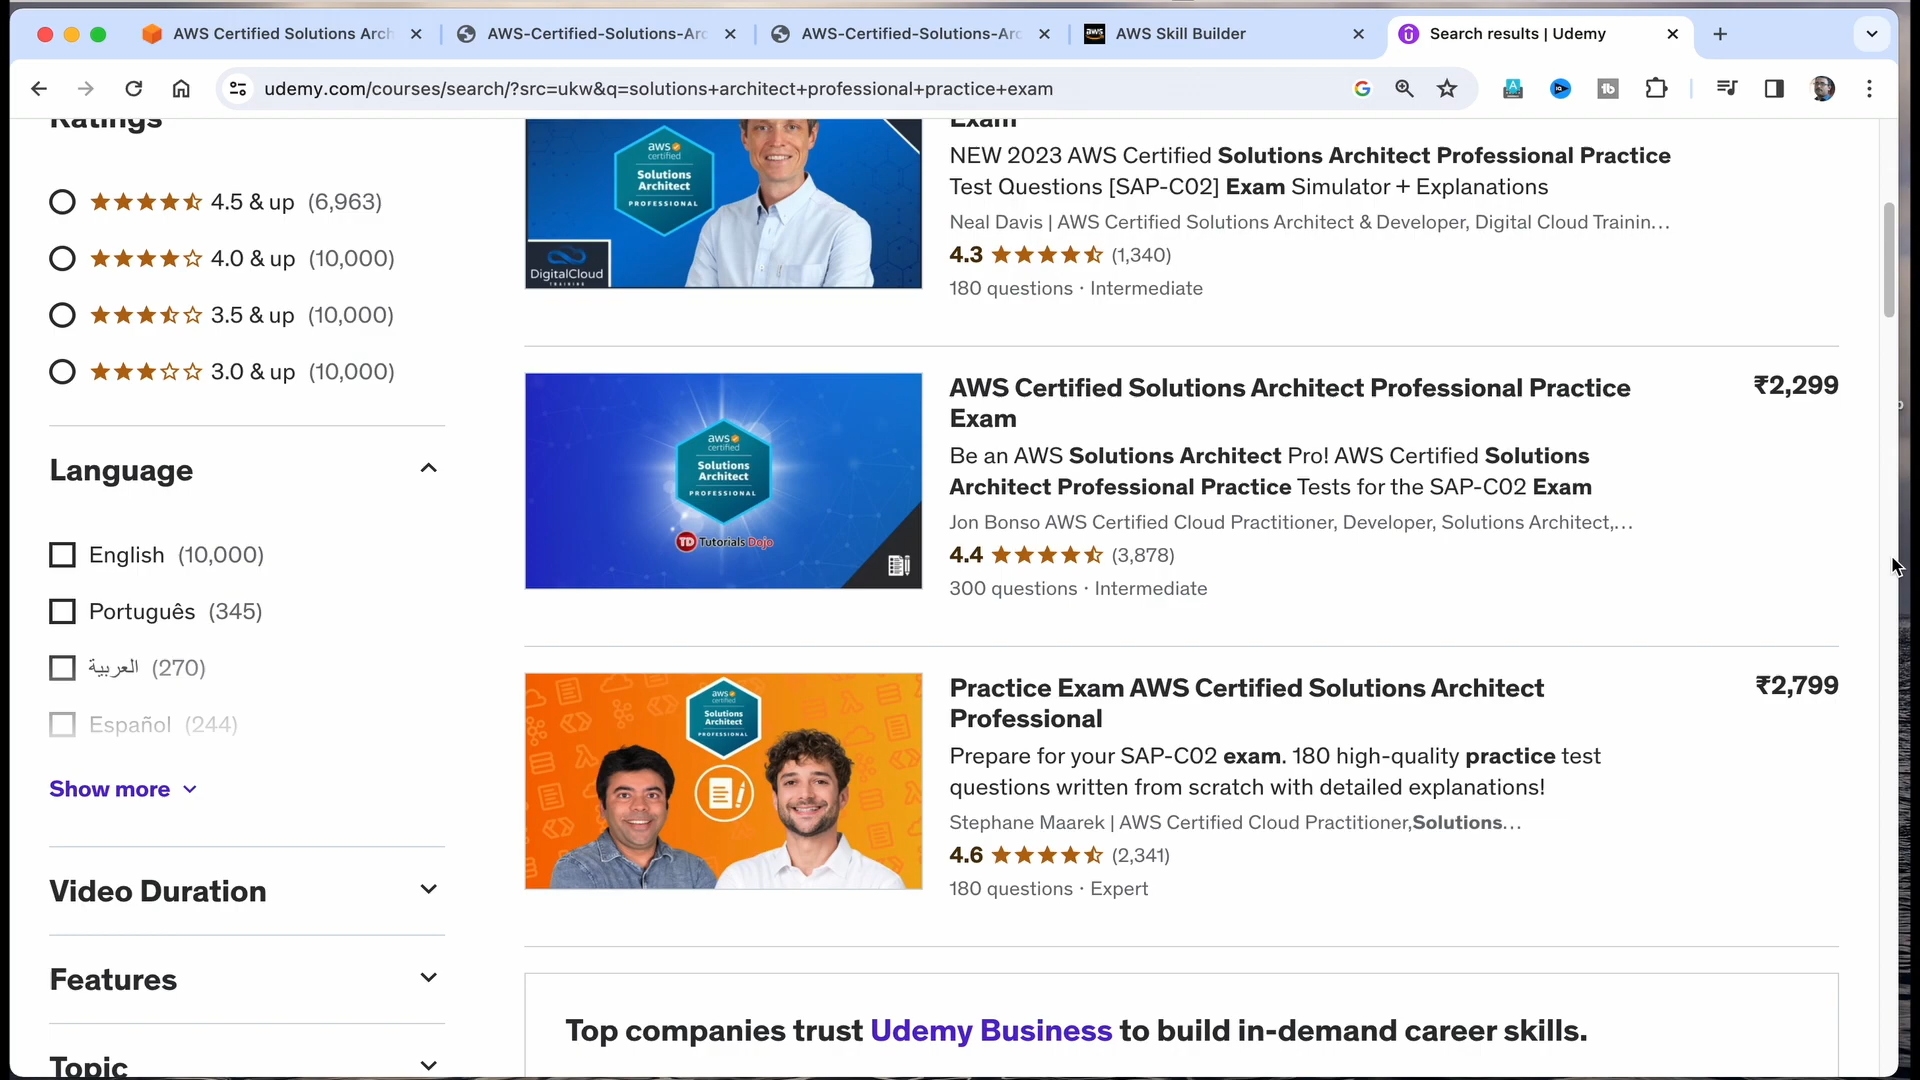 AWS Certified Solutions Arch
AWS-Certified-Solutions-Arc
AWS-Certified-Solutions-Arc
aws
AWS Skill Builder
Search results | Udemy
udemy.com/courses/search/?src=ukw&q=solutions+architect+professional+practice+exam
Ratings
4.5 & up (6,963)
4.0 & up (10,000)
3.5 & up (10,000)
3.0 & up (10,000)
Language
English (10,000)
Português (345)
العربية (270)
Español (244)
Show more
Video Duration
Features
Topic
aws
certified
Solutions
Architect
PROFESSIONAL
DigitalCloud
TRAINING
Exam
NEW 2023 AWS Certified Solutions Architect Professional Practice
Test Questions [SAP-C02] Exam Simulator + Explanations
Neal Davis | AWS Certified Solutions Architect & Developer, Digital Cloud Trainin...
4.3 (1,340)
180 questions · Intermediate
aws
certified
Solutions
Architect
PROFESSIONAL
TD Tutorials Dojo
AWS Certified Solutions Architect Professional Practice
Exam
₹2,299
Be an AWS Solutions Architect Pro! AWS Certified Solutions
Architect Professional Practice Tests for the SAP-C02 Exam
Jon Bonso AWS Certified Cloud Practitioner, Developer, Solutions Architect,...
4.4 (3,878)
300 questions · Intermediate
aws
certified
Solutions
Architect
PROFESSIONAL
Practice Exam AWS Certified Solutions Architect
Professional
₹2,799
Prepare for your SAP-C02 exam. 180 high-quality practice test
questions written from scratch with detailed explanations!
Stephane Maarek | AWS Certified Cloud Practitioner,Solutions...
4.6 (2,341)
180 questions · Expert
Top companies trust Udemy Business to build in-demand career skills.